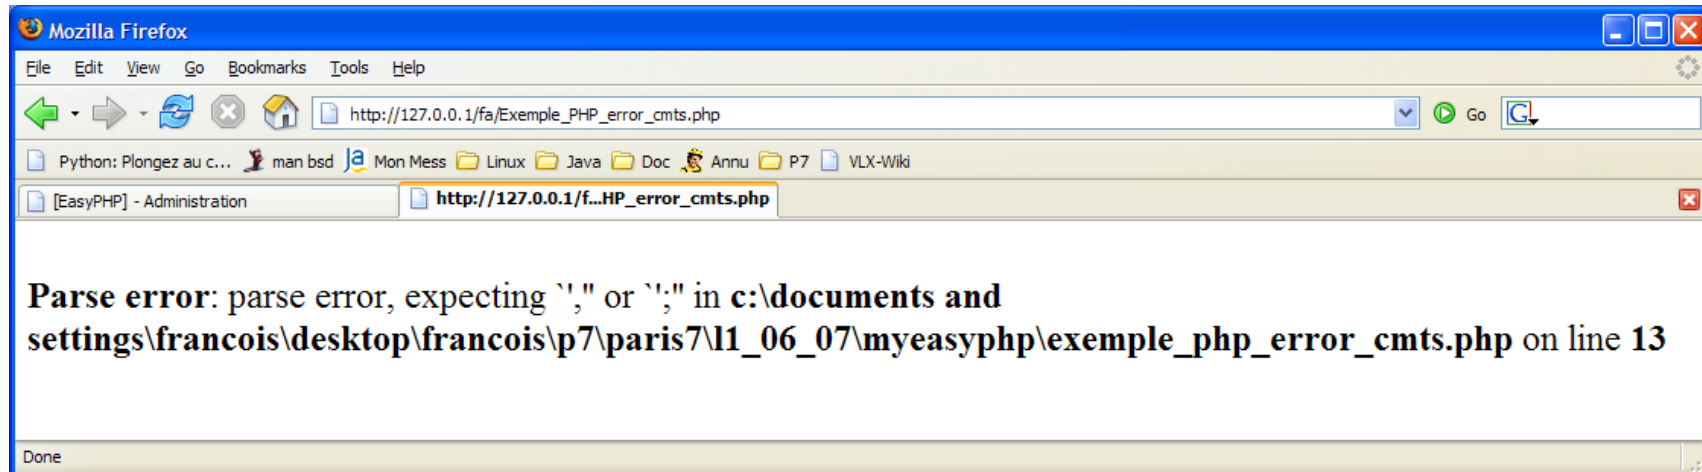 Mozilla Firefox
File Edit View Go Bookmarks Tools Help
http://127.0.0.1/fa/Exemple_PHP_error_cmts.php Go G
Python: Plongez au c... man bsd Ja Mon Mess Linux Java Doc Annu P7 VLX-Wiki
[EasyPHP] - Administration http://127.0.0.1/f...HP_error_cmts.php
Parse error: parse error, expecting `','' or `';'' in c:\documents and
settings\francois\desktop\francois\p7\paris7\l1_06_07\myeasyphp\exemple_php_error_cmts.php on line 13
Done